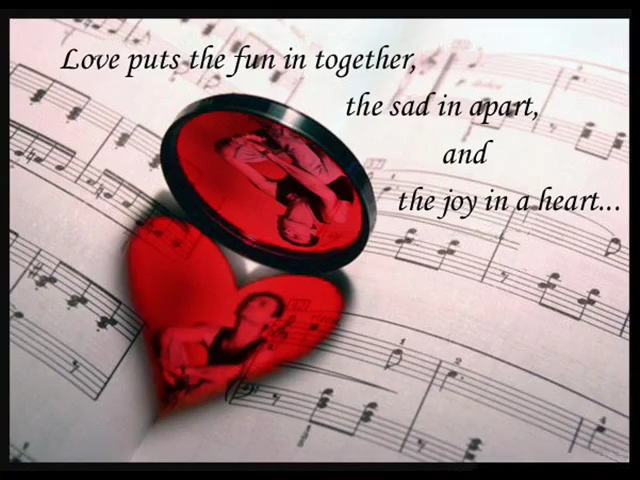 Love puts the fun in together,
the sad in apart,
and
the joy in a heart...